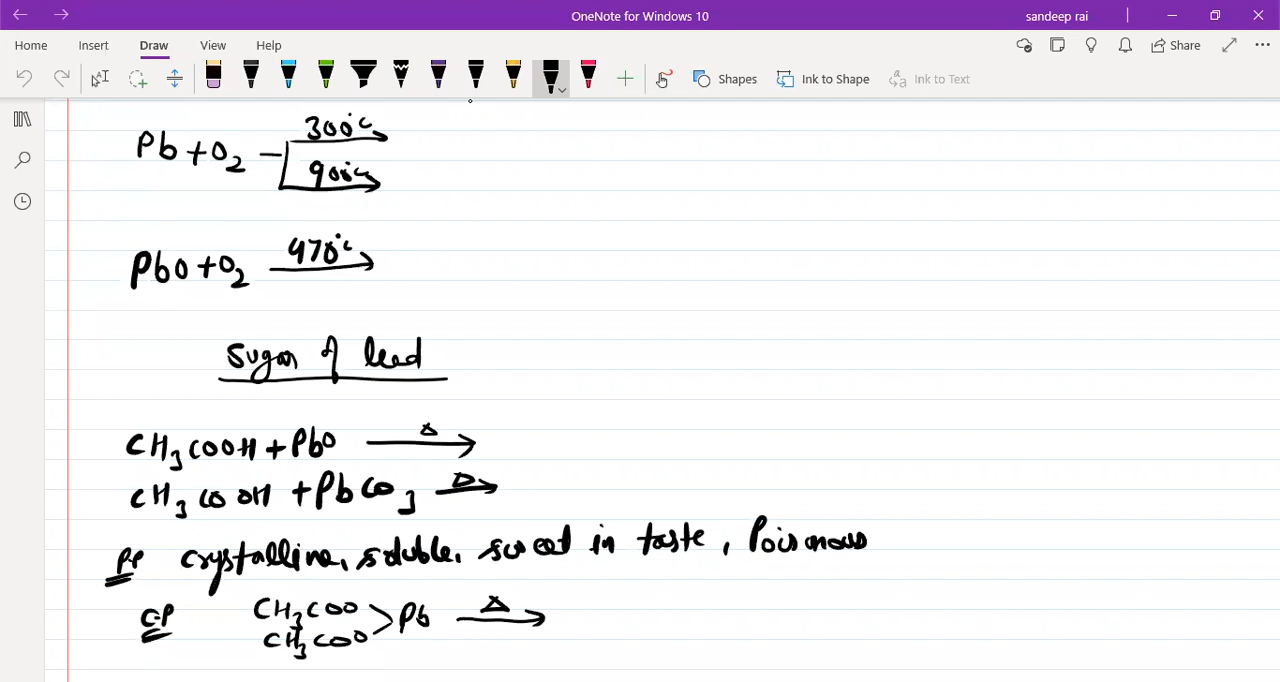 OneNote for Windows 10
sandeep rai
Home Insert Draw View Help
Share
Shapes Ink to Shape Ink to Text
300°C
Pb + O2
900°C
470°C
PbO + O2
Sugar of lead
Δ
CH3COOH + PbO
CH3COOH + PbCO3 Δ
PP crystalline, soluble, sweet in taste, Poisonous
CP CH3COO > Pb Δ
CH3COO